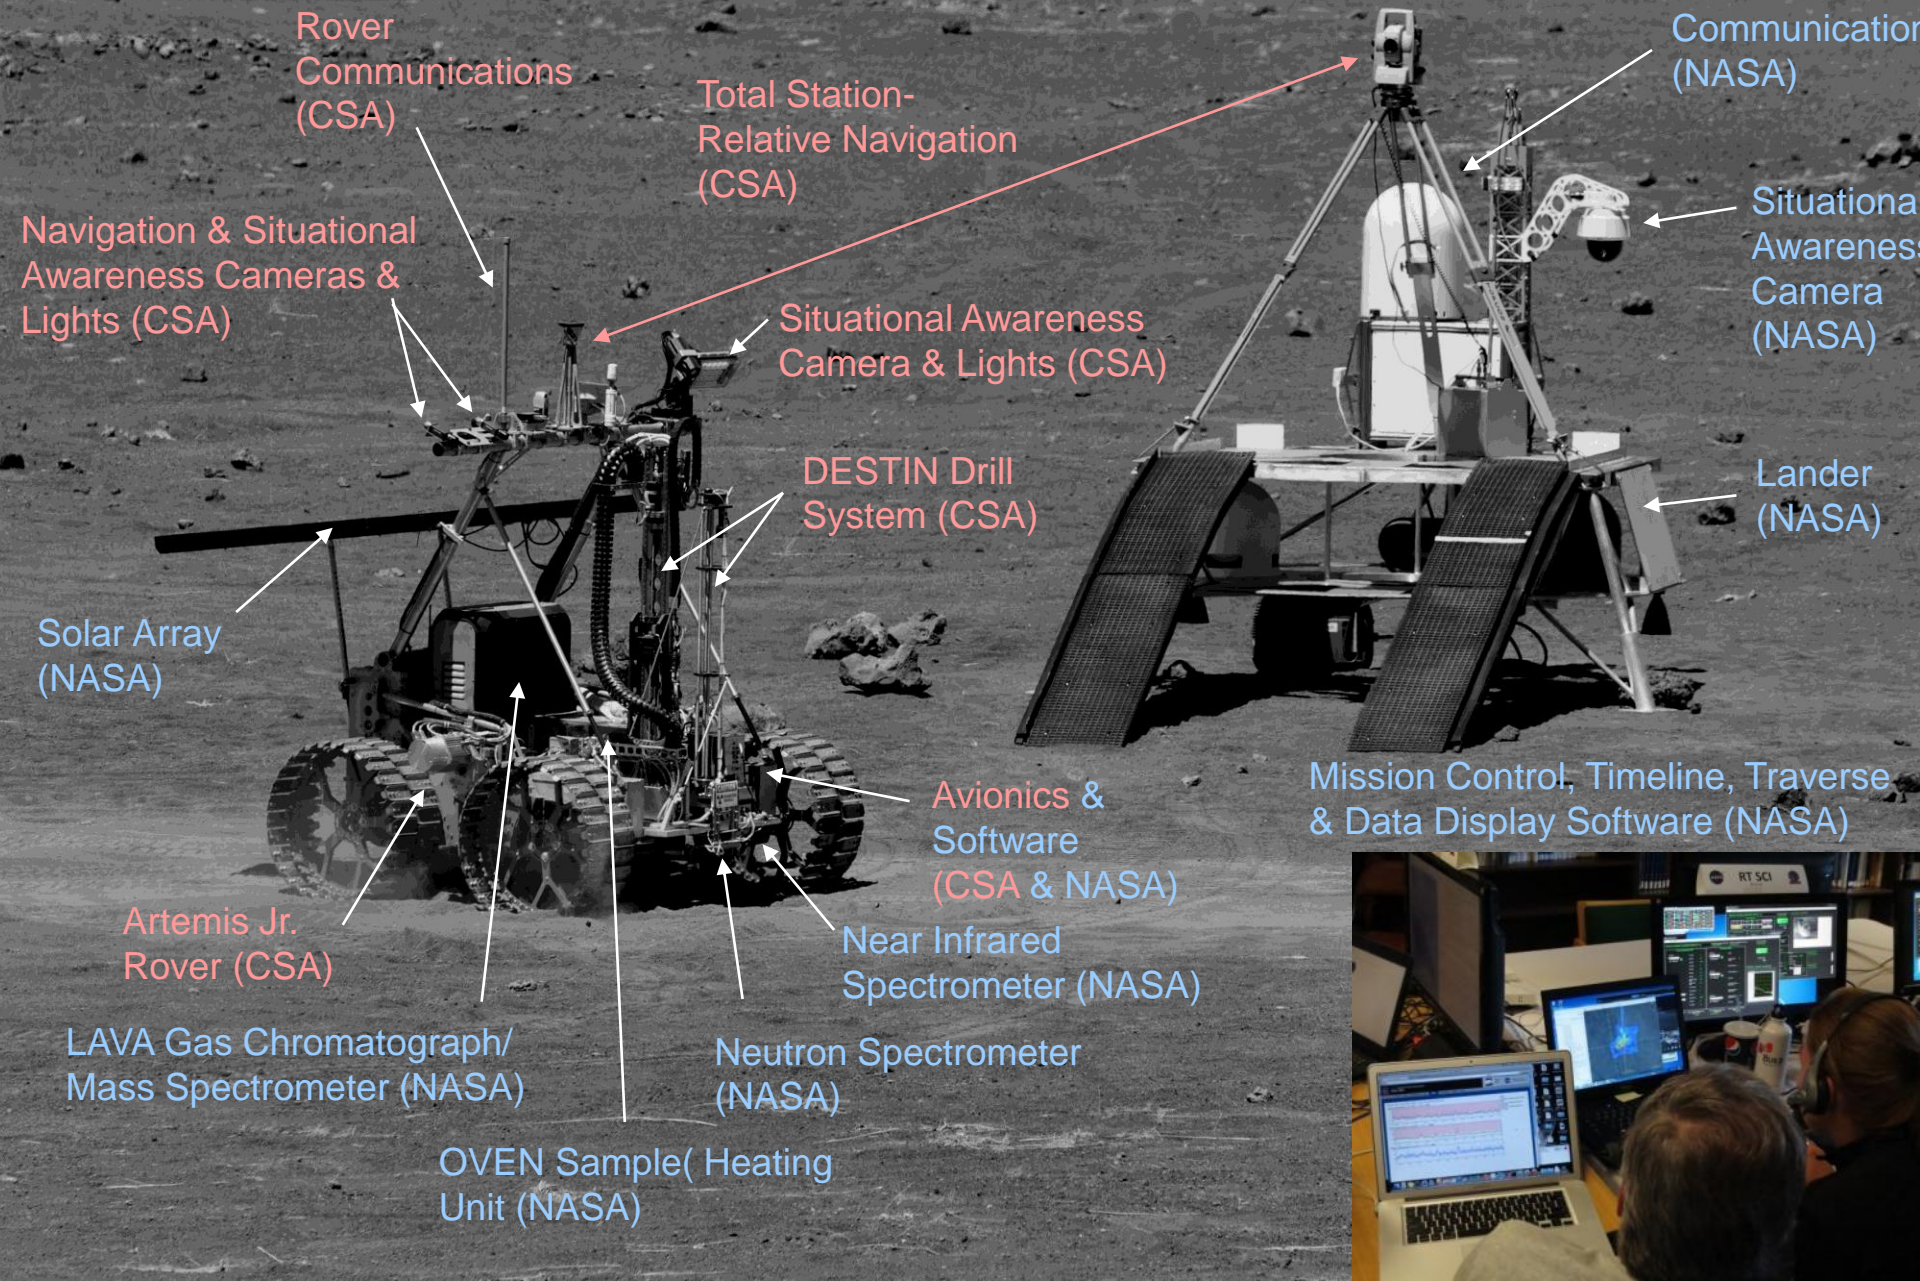 Rover
Communications
(CSA)
Total Station-
Relative Navigation
(CSA)
Communication
(NASA)
Navigation & Situational
Awareness Cameras &
Lights (CSA)
Situational Awareness
Camera & Lights (CSA)
Situationa
Awareness
Camera
(NASA)
DESTIN Drill
System (CSA)
Lander
(NASA)
Solar Array
(NASA)
Avionics &
Software
(CSA & NASA)
Mission Control, Timeline, Traverse
& Data Display Software (NASA)
Artemis Jr.
Rover (CSA)
Near Infrared
Spectrometer (NASA)
LAVA Gas Chromatograph/
Mass Spectrometer (NASA)
Neutron Spectrometer
(NASA)
OVEN Sample( Heating
Unit (NASA)
RT SCI